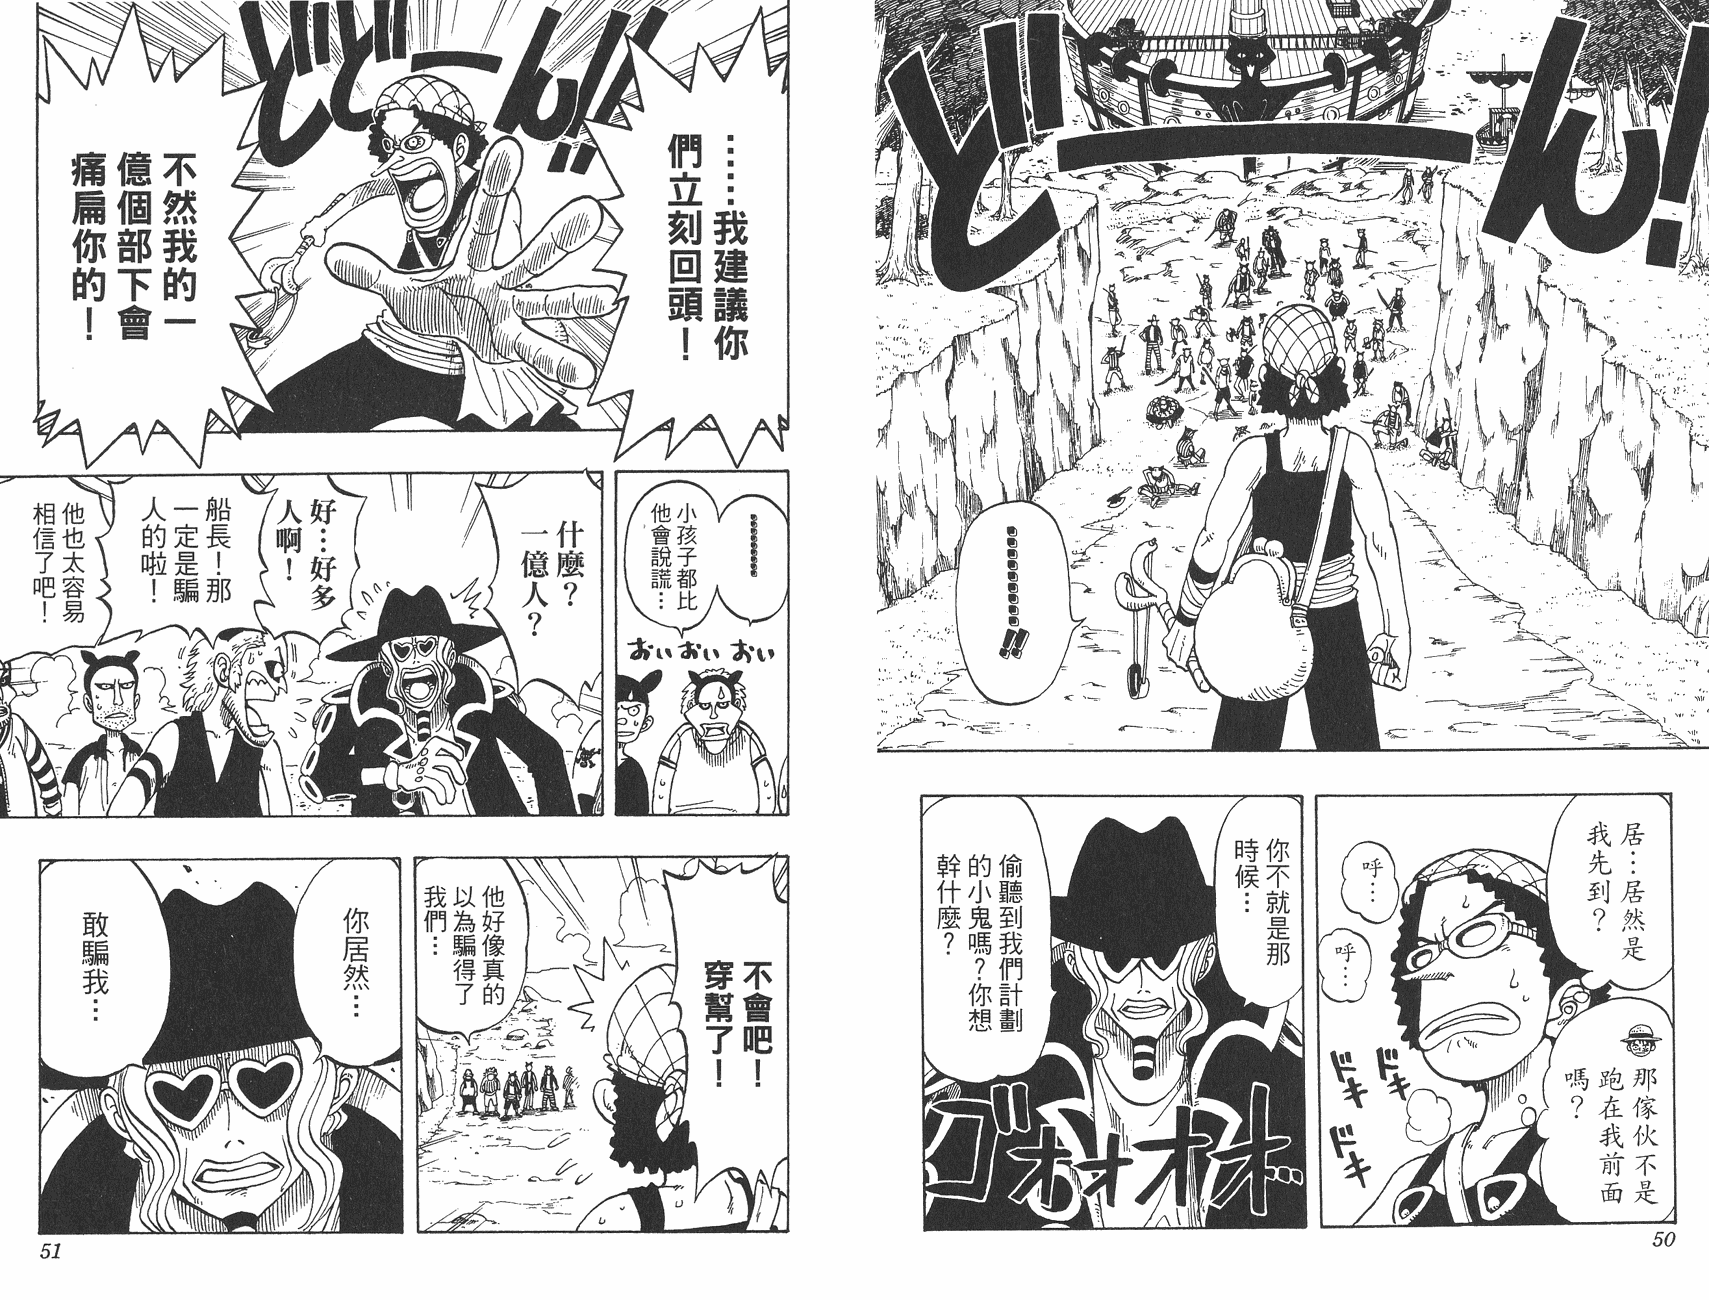 どーーん!
…………!!
居…居然是
我先到？
呼…
呼…
那傢伙不是
跑在我前面
嗎？
ドキ
ドキ
ドキ
你不就是那
時候…
偷聽到我們計劃
的小鬼嗎？你想
幹什麼？
ゴオオオオ…
50
……我建議你
們立刻回頭！
どどーん!!
不然我的一
億個部下會
痛扁你的！
…………
小孩子都比
他會說謊…
おぃおぃおぃ
什麼？
一億人？
好…好多
人啊！
船長！那
一定是騙
人的啦！
他也太容易
相信了吧！
不會吧！
穿幫了！
他好像真的
以為騙得了
我們…
你居然…
敢騙我…
51